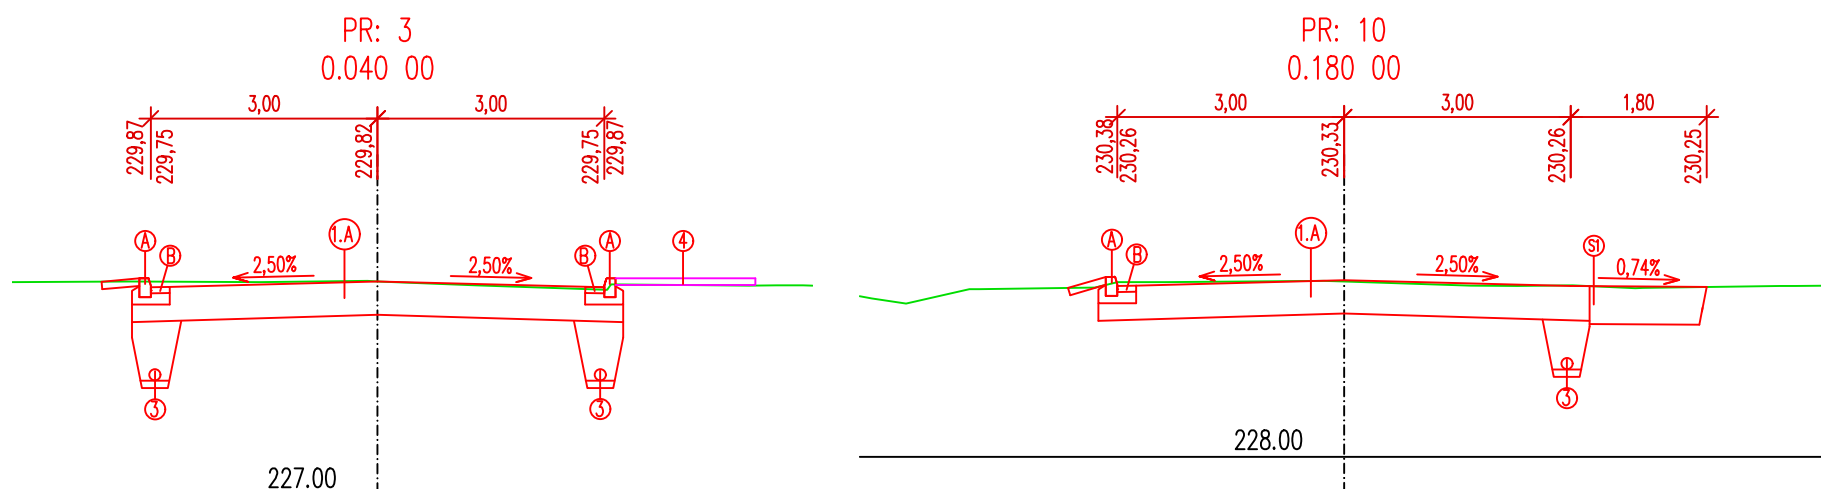 PR: 3
0.040 00
3,00
3,00
229,87
229,75
229,82
229,75
229,87
A
B
1.A
B
A
4
2,50%
2,50%
3
3
227.00
PR: 10
0.180 00
3,00
3,00
1,80
230,38
230,26
230,33
230,26
230,25
A
B
1.A
S1
2,50%
2,50%
0,74%
3
228.00